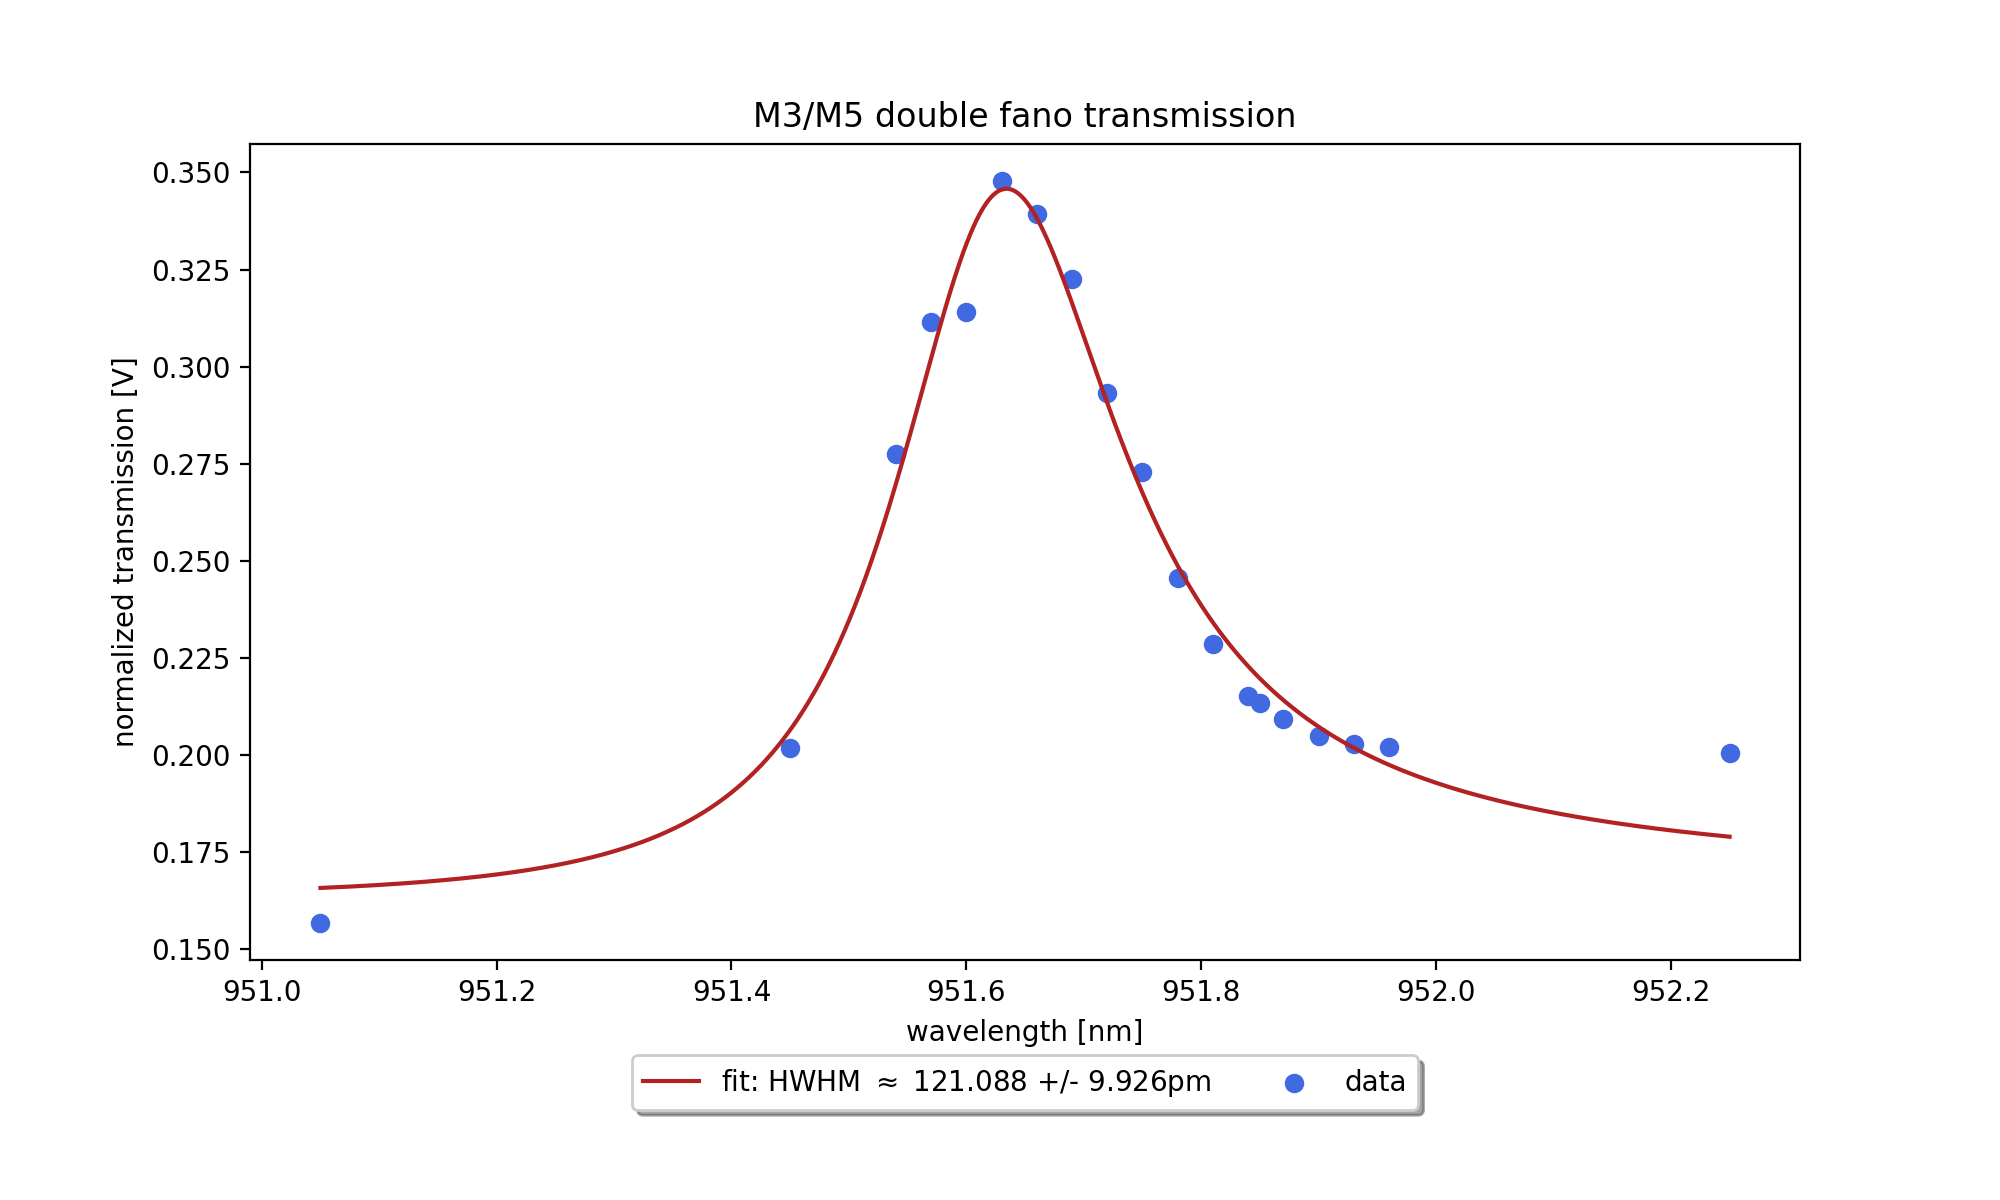 M3/M5 double fano transmission
normalized transmission [V]
0.350
0.325
0.300
0.275
0.250
0.225
0.200
0.175
0.150
951.0 951.2 951.4 951.6 951.8 952.0 952.2
wavelength [nm]
fit: HWHM ≈ 121.088 +/- 9.926pm data